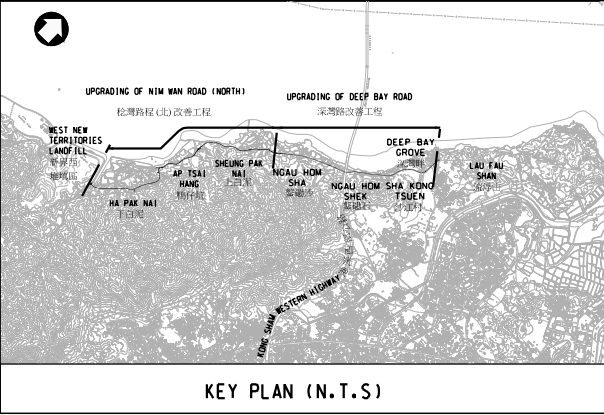 UPGRADING OF NIM WAN ROAD (NORTH)
稔灣路程(北)改善工程
UPGRADING OF DEEP BAY ROAD
深灣路改善工程
WEST NEW
TERRITORIES
LANDFILL
新界西
堆填區
DEEP BAY
GROVE
深灣畔
HA PAK NAI
下白泥
AP TSAI
HANG
鴨仔坑
SHEUNG PAK
NAI
上白泥
NGAU HOM
SHA
NGAU HOM
SHEK
SHA KONG
TSUEN
沙江村
LAU FAU
SHAN
流浮山
KONG SHAM WESTERN HIGHWAY
KEY PLAN (N.T.S)